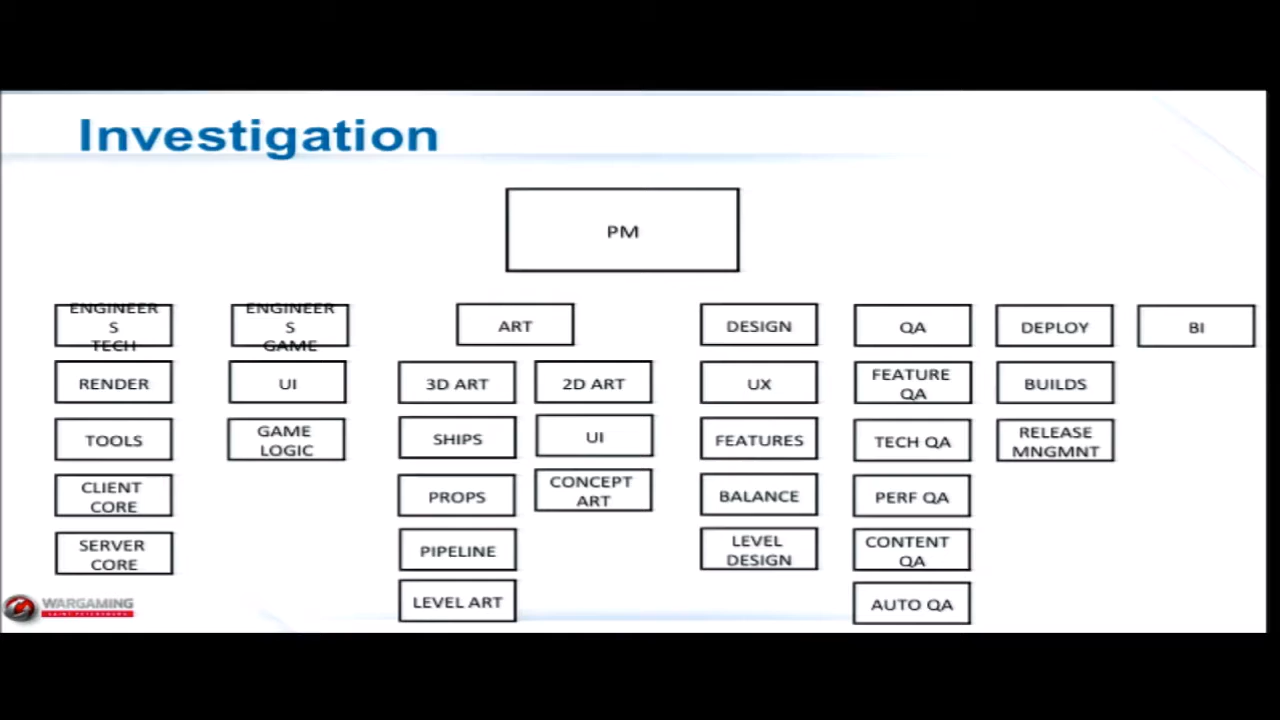 Investigation
PM
ENGINEER
S
TECH
ENGINEER
S
GAME
ART
DESIGN
QA
DEPLOY
BI
RENDER
UI
3D ART
2D ART
UX
FEATURE
QA
BUILDS
TOOLS
GAME
LOGIC
SHIPS
UI
FEATURES
TECH QA
RELEASE
MNGMNT
CLIENT
CORE
PROPS
CONCEPT
ART
BALANCE
PERF QA
SERVER
CORE
PIPELINE
LEVEL
DESIGN
CONTENT
QA
LEVEL ART
AUTO QA
WARGAMING
SAINT PETERSBURG